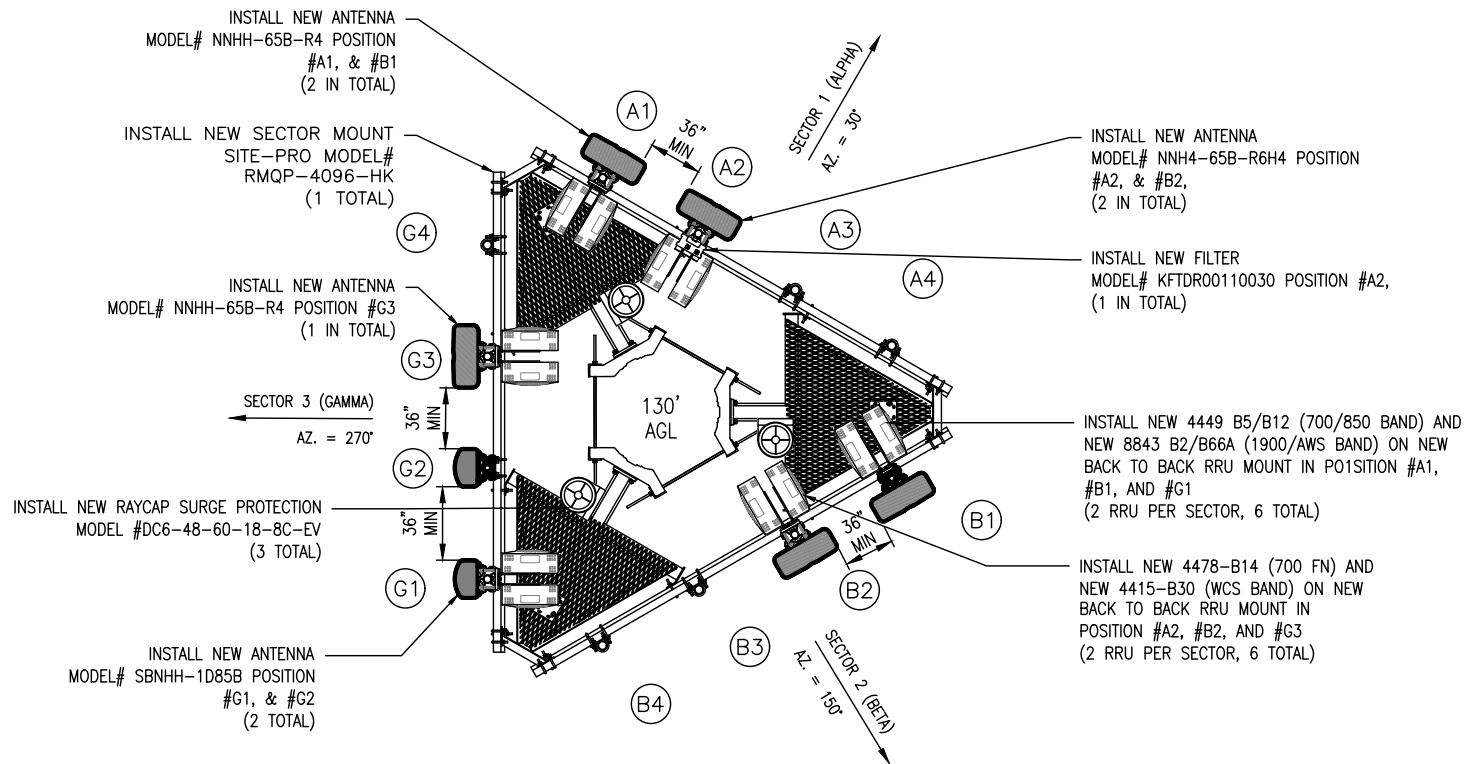 INSTALL NEW ANTENNA
MODEL# NNHH-65B-R4 POSITION
#A1, & #B1
(2 IN TOTAL)
INSTALL NEW SECTOR MOUNT
SITE-PRO MODEL#
RMQP-4096-HK
(1 TOTAL)
G4
INSTALL NEW ANTENNA
MODEL# NNHH-65B-R4 POSITION #G3
(1 IN TOTAL)
G3
SECTOR 3 (GAMMA)
AZ. = 270°
36"
MIN
G2
INSTALL NEW RAYCAP SURGE PROTECTION
MODEL #DC6-48-60-18-8C-EV
(3 TOTAL)
36"
MIN
G1
INSTALL NEW ANTENNA
MODEL# SBNHH-1D85B POSITION
#G1, & #G2
(2 TOTAL)
A1
36"
MIN
A2
SECTOR 1 (ALPHA)
AZ. = 30°
A3
A4
130'
AGL
INSTALL NEW ANTENNA
MODEL# NNH4-65B-R6H4 POSITION
#A2, & #B2,
(2 IN TOTAL)
INSTALL NEW FILTER
MODEL# KFTDR00110030 POSITION #A2,
(1 IN TOTAL)
INSTALL NEW 4449 B5/B12 (700/850 BAND) AND
NEW 8843 B2/B66A (1900/AWS BAND) ON NEW
BACK TO BACK RRU MOUNT IN PO1SITION #A1,
#B1, AND #G1
(2 RRU PER SECTOR, 6 TOTAL)
INSTALL NEW 4478-B14 (700 FN) AND
NEW 4415-B30 (WCS BAND) ON NEW
BACK TO BACK RRU MOUNT IN
POSITION #A2, #B2, AND #G3
(2 RRU PER SECTOR, 6 TOTAL)
B1
36"
MIN
B2
B3
B4
SECTOR 2 (BETA)
AZ. = 150°